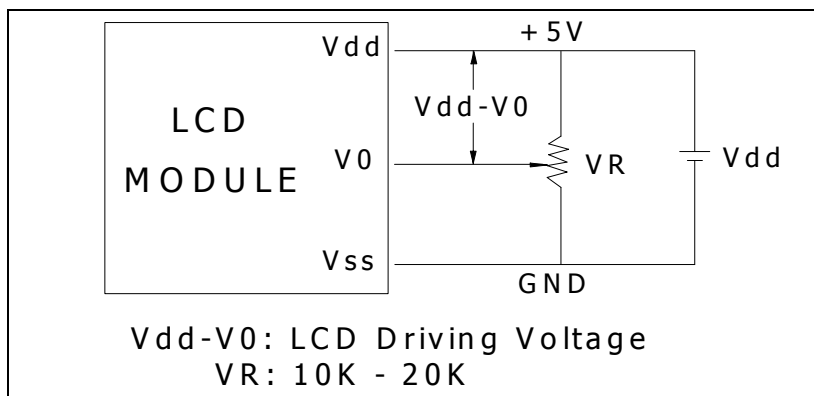 Vdd
+5V
Vdd-V0
LCD
MODULE
V0
VR
Vdd
Vss
GND
Vdd-V0: LCD Driving Voltage
VR: 10K - 20K